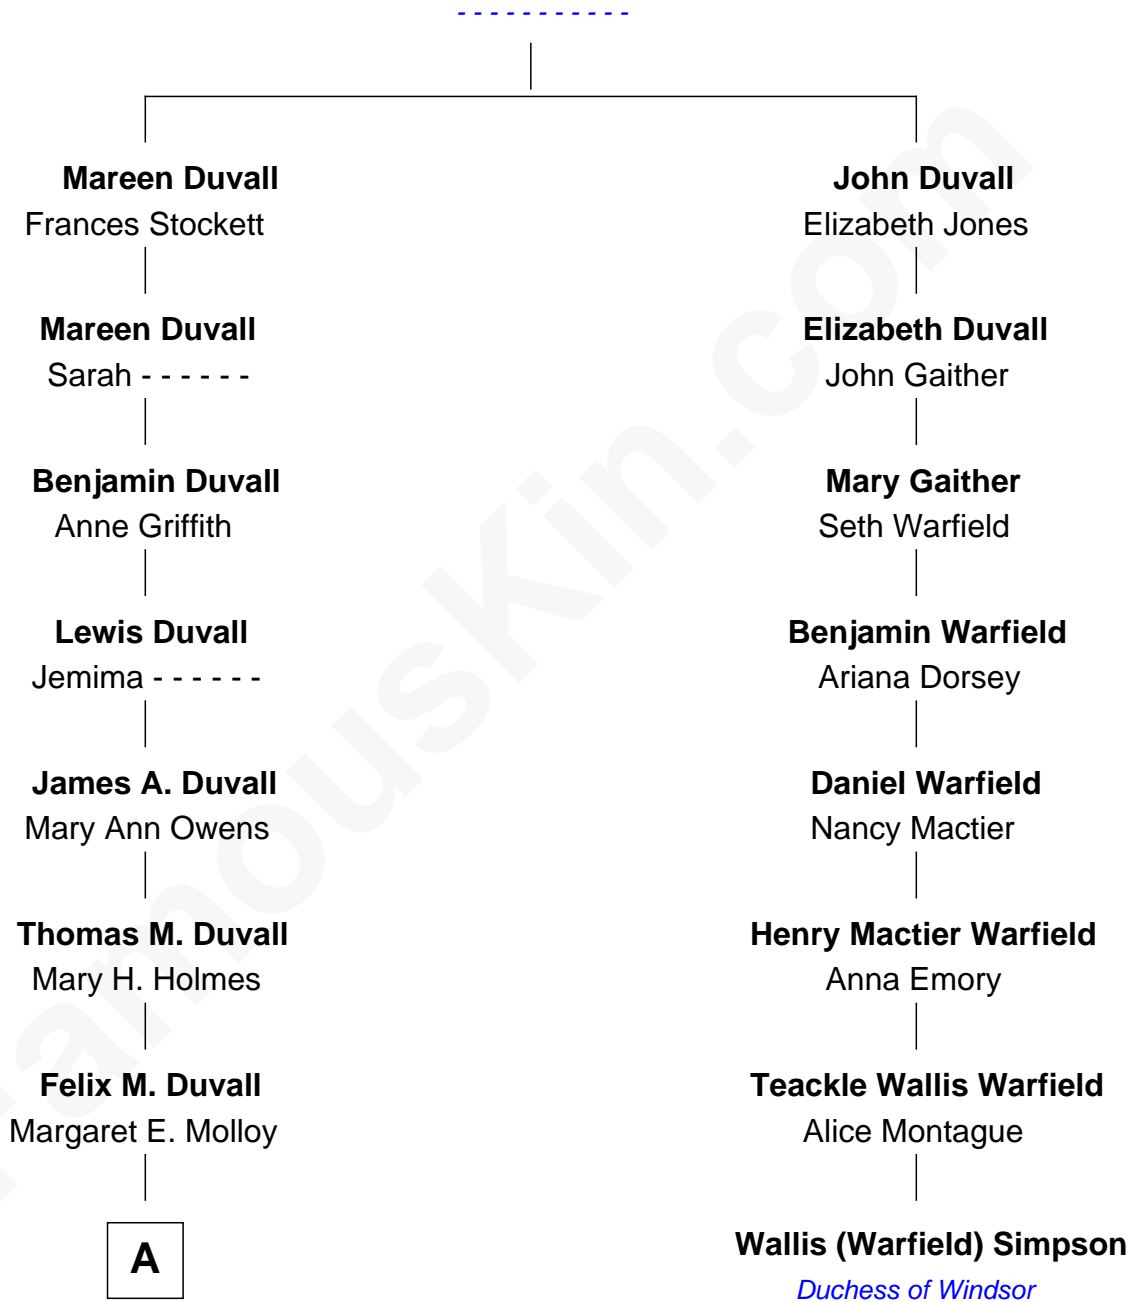 - - - - - - - - - - -
Mareen Duvall
Frances Stockett
John Duvall
Elizabeth Jones
Mareen Duvall
Sarah - - - - - -
Elizabeth Duvall
John Gaither
Benjamin Duvall
Anne Griffith
Mary Gaither
Seth Warfield
Lewis Duvall
Jemima - - - - - -
Benjamin Warfield
Ariana Dorsey
James A. Duvall
Mary Ann Owens
Daniel Warfield
Nancy Mactier
Thomas M. Duvall
Mary H. Holmes
Henry Mactier Warfield
Anna Emory
Felix M. Duvall
Margaret E. Molloy
Teackle Wallis Warfield
Alice Montague
A
Wallis (Warfield) Simpson
Duchess of Windsor
FamousKin.com